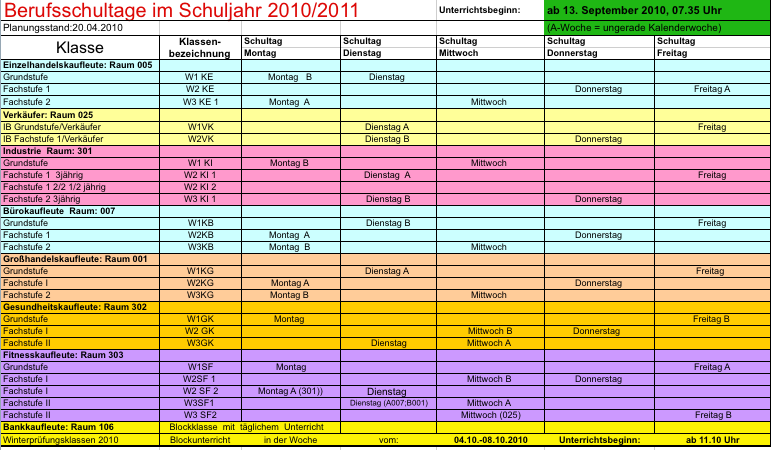 Berufsschultage im Schuljahr 2010/2011 Unterrichtsbeginn: ab 13. September 2010, 07.35 Uhr
Planungsstand:20.04.2010 (A-Woche = ungerade Kalenderwoche)
Klasse Klassen-bezeichnung Schultag Montag Schultag Dienstag Schultag Mittwoch Schultag Donnerstag Schultag Freitag
Einzelhandelskaufleute: Raum 005
Grundstufe W1 KE Montag B Dienstag
Fachstufe 1 W2 KE Donnerstag Freitag A
Fachstufe 2 W3 KE 1 Montag A Mittwoch
Verkäufer: Raum 025
IB Grundstufe/Verkäufer W1VK Dienstag A Freitag
IB Fachstufe 1/Verkäufer W2VK Dienstag B Donnerstag
Industrie Raum: 301
Grundstufe W1 KI Montag B Mittwoch
Fachstufe 1 3jährig W2 KI 1 Dienstag A Freitag
Fachstufe 1 2/2 1/2 jährig W2 KI 2
Fachstufe 2 3jährig W3 KI 1 Dienstag B Donnerstag
Bürokaufleute Raum: 007
Grundstufe W1KB Dienstag B Freitag
Fachstufe 1 W2KB Montag A Donnerstag
Fachstufe 2 W3KB Montag B Mittwoch
Großhandelskaufleute: Raum 001
Grundstufe W1KG Dienstag A Freitag
Fachstufe I W2KG Montag A Donnerstag
Fachstufe 2 W3KG Montag B Mittwoch
Gesundheitskaufleute: Raum 302
Grundstufe W1GK Montag Freitag B
Fachstufe I W2 GK Mittwoch B Donnerstag
Fachstufe II W3GK Dienstag Mittwoch A
Fitnesskaufleute: Raum 303
Grundstufe W1SF Montag Freitag A
Fachstufe I W2SF 1 Mittwoch B Donnerstag
Fachstufe I W2 SF 2 Montag A (301)) Dienstag
Fachstufe II W3SF1 Dienstag (A007;B001) Mittwoch A
Fachstufe II W3 SF2 Mittwoch (025) Freitag B
Bankkaufleute: Raum 106 Blockklasse mit täglichem Unterricht
Winterprüfungsklassen 2010 Blockunterricht in der Woche vom: 04.10.-08.10.2010 Unterrichtsbeginn: ab 11.10 Uhr